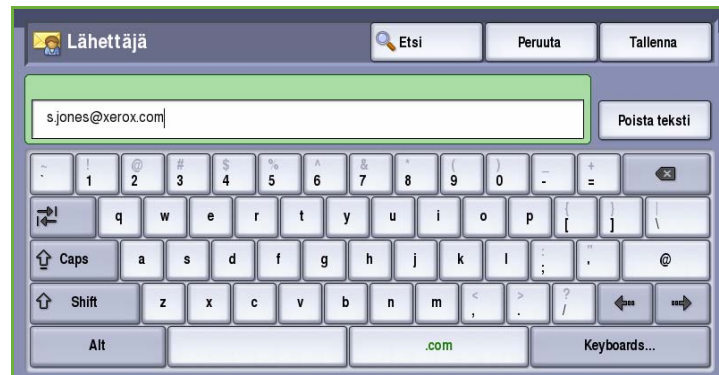 Lähettäjä Etsi Peruuta Tallenna
s.jones@xerox.com Poista teksti
~ ` ! 1 @ 2 # 3 $ 4 % 5 ^ 6 & 7 * 8 ( 9 ) 0 _ - + =
q w e r t y u i o p { [ } ] | \
Caps a s d f g h j k l : ; " ' @
Shift z x c v b n m < , > . ? /
Alt .com Keyboards...